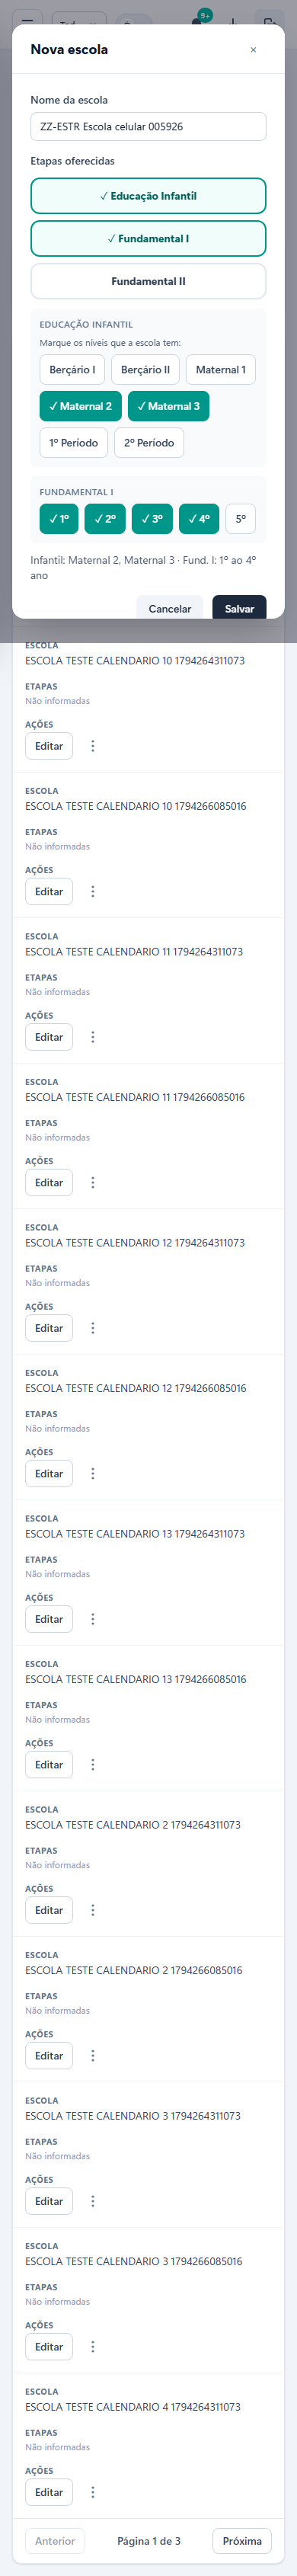 9+
Nova escola
×
Nome da escola
ZZ-ESTR Escola celular 005926
Etapas oferecidas
✓ Educação Infantil
✓ Fundamental I
Fundamental II
EDUCAÇÃO INFANTIL
Marque os níveis que a escola tem:
Berçário I Berçário II Maternal 1
✓ Maternal 2 ✓ Maternal 3
1º Período 2º Período
FUNDAMENTAL I
✓ 1º ✓ 2º ✓ 3º ✓ 4º 5º
Infantil: Maternal 2, Maternal 3 · Fund. I: 1º ao 4º
ano
Cancelar Salvar
ESCOLA
ESCOLA TESTE CALENDARIO 10 1794264311073
ETAPAS
Não informadas
AÇÕES
Editar
ESCOLA
ESCOLA TESTE CALENDARIO 10 1794266085016
ETAPAS
Não informadas
AÇÕES
Editar
ESCOLA
ESCOLA TESTE CALENDARIO 11 1794264311073
ETAPAS
Não informadas
AÇÕES
Editar
ESCOLA
ESCOLA TESTE CALENDARIO 11 1794266085016
ETAPAS
Não informadas
AÇÕES
Editar
ESCOLA
ESCOLA TESTE CALENDARIO 12 1794264311073
ETAPAS
Não informadas
AÇÕES
Editar
ESCOLA
ESCOLA TESTE CALENDARIO 12 1794266085016
ETAPAS
Não informadas
AÇÕES
Editar
ESCOLA
ESCOLA TESTE CALENDARIO 13 1794264311073
ETAPAS
Não informadas
AÇÕES
Editar
ESCOLA
ESCOLA TESTE CALENDARIO 13 1794266085016
ETAPAS
Não informadas
AÇÕES
Editar
ESCOLA
ESCOLA TESTE CALENDARIO 2 1794264311073
ETAPAS
Não informadas
AÇÕES
Editar
ESCOLA
ESCOLA TESTE CALENDARIO 2 1794266085016
ETAPAS
Não informadas
AÇÕES
Editar
ESCOLA
ESCOLA TESTE CALENDARIO 3 1794264311073
ETAPAS
Não informadas
AÇÕES
Editar
ESCOLA
ESCOLA TESTE CALENDARIO 3 1794266085016
ETAPAS
Não informadas
AÇÕES
Editar
ESCOLA
ESCOLA TESTE CALENDARIO 4 1794264311073
ETAPAS
Não informadas
AÇÕES
Editar
Anterior Página 1 de 3 Próxima